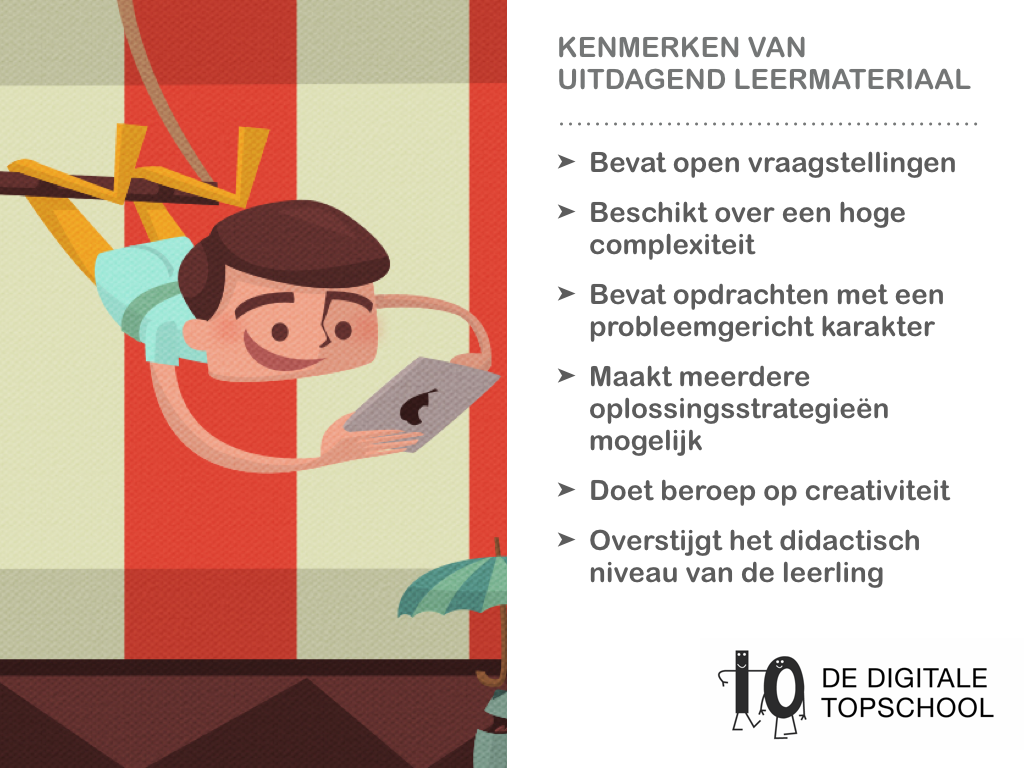 KENMERKEN VAN
UITDAGEND LEERMATERIAAL
➤ Bevat open vraagstellingen
➤ Beschikt over een hoge
complexiteit
➤ Bevat opdrachten met een
probleemgericht karakter
➤ Maakt meerdere
oplossingsstrategieën
mogelijk
➤ Doet beroep op creativiteit
➤ Overstijgt het didactisch
niveau van de leerling
10 DE DIGITALE
TOPSCHOOL